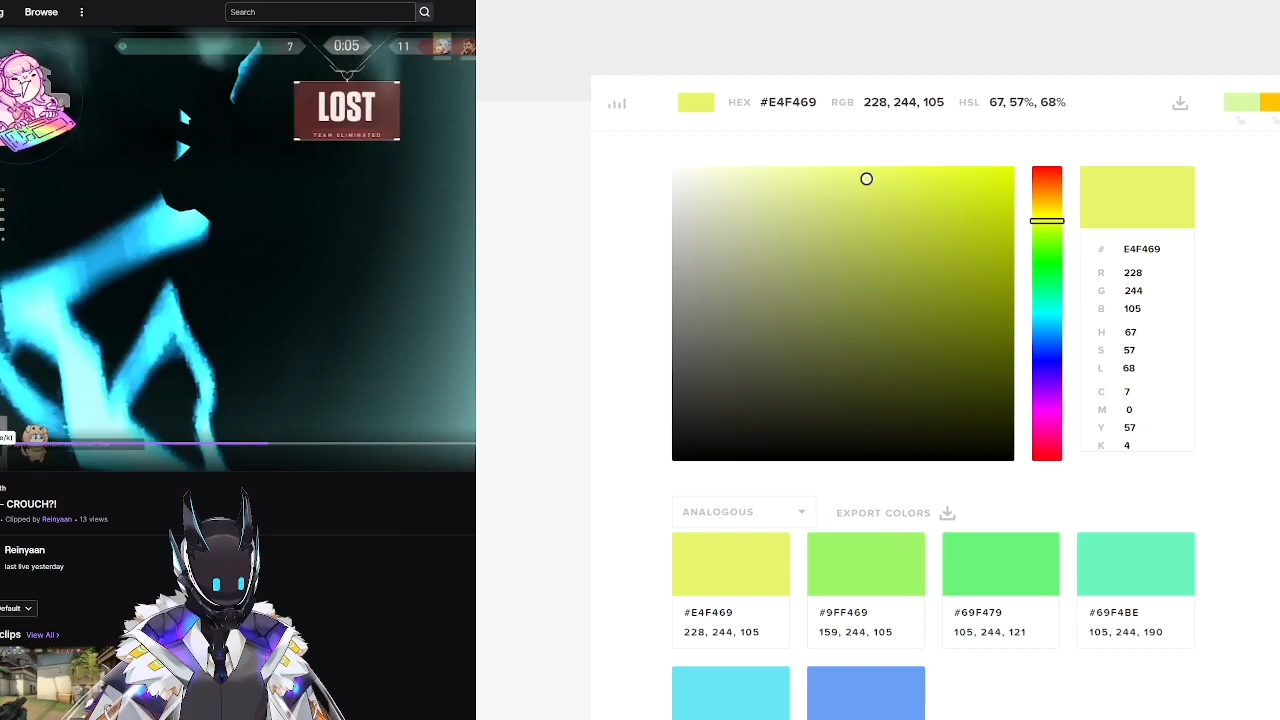 g Browse Search
7 0:05 11
LOST
TEAM ELIMINATED
e/k)
th
- CROUCH?!
• Clipped by Reinyaan • 13 views
Reinyaan
last live yesterday
Default
clips View All
HEX #E4F469 RGB 228, 244, 105 HSL 67, 57%, 68%
# E4F469
R 228
G 244
B 105
H 67
S 57
L 68
C 7
M 0
Y 57
K 4
ANALOGOUS EXPORT COLORS
#E4F469 #9FF469 #69F479 #69F4BE
228, 244, 105 159, 244, 105 105, 244, 121 105, 244, 190